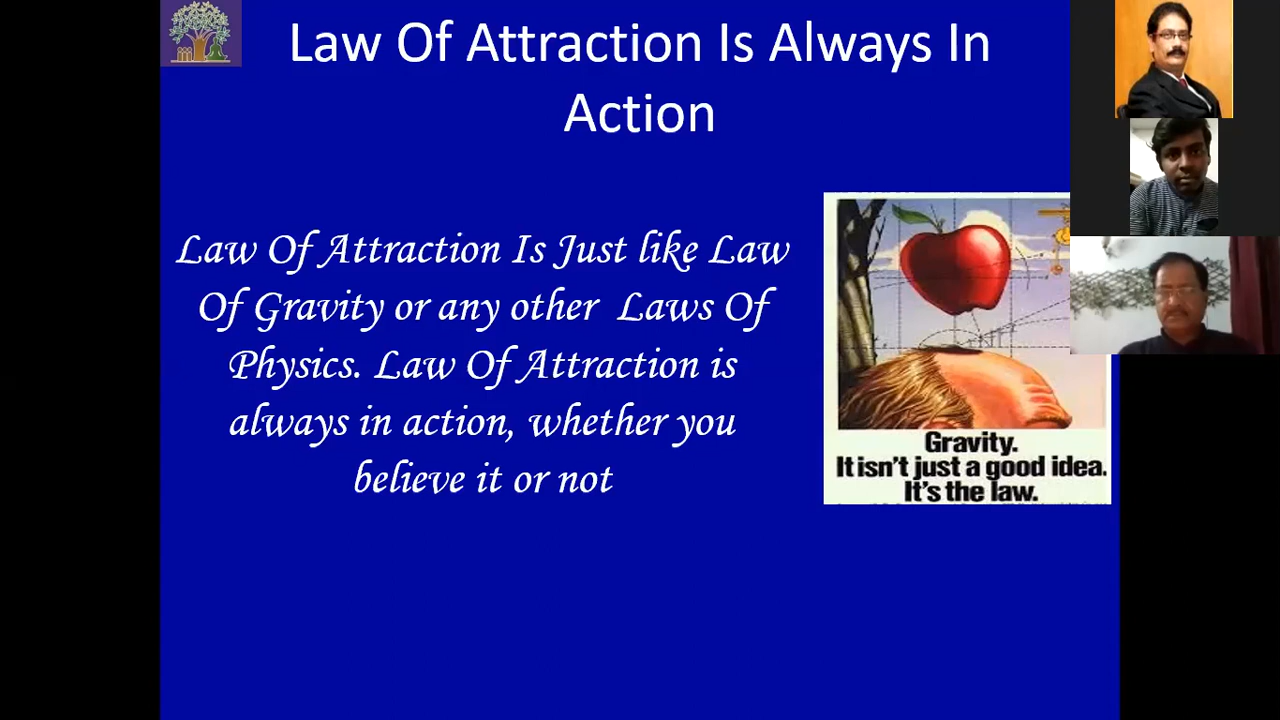 Law Of Attraction Is Always In
Action
Law Of Attraction Is Just like Law
Of Gravity or any other Laws Of
Physics. Law Of Attraction is
always in action, whether you
believe it or not
Gravity.
It isn't just a good idea.
It's the law.